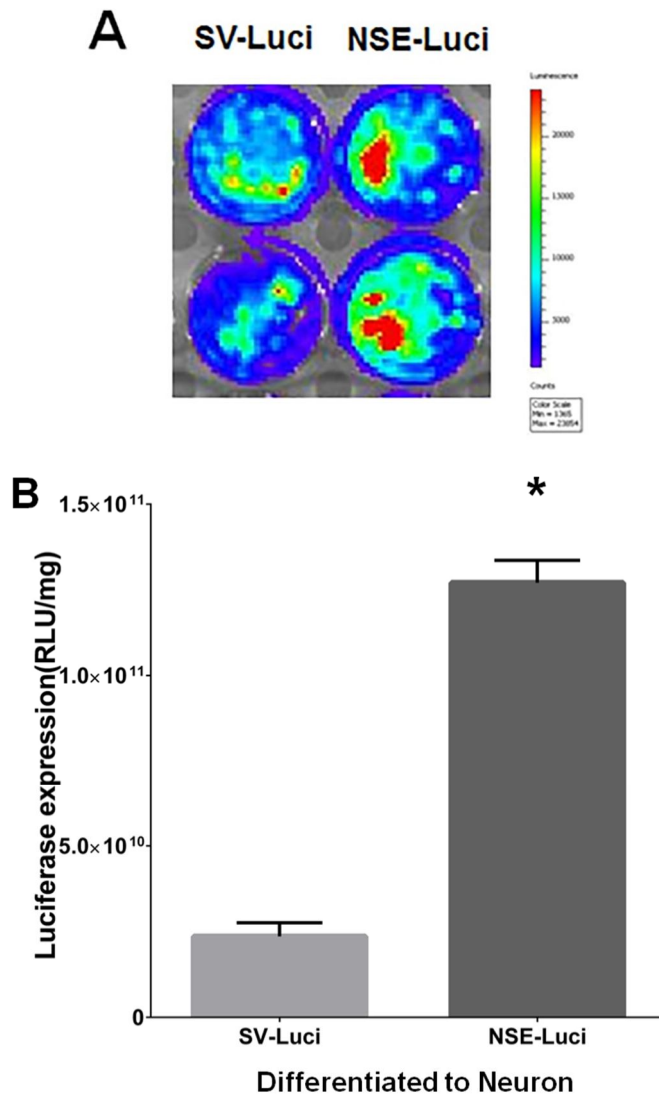 A
SV-Luci NSE-Luci
Luminescence
20000
15000
10000
5000
Counts
Color Scale
Min = 1365
Max = 23854
B
Luciferase expression(RLU/mg)
1.5×10¹¹
1.0×10¹¹
5.0×10¹⁰
0
*
SV-Luci NSE-Luci
Differentiated to Neuron